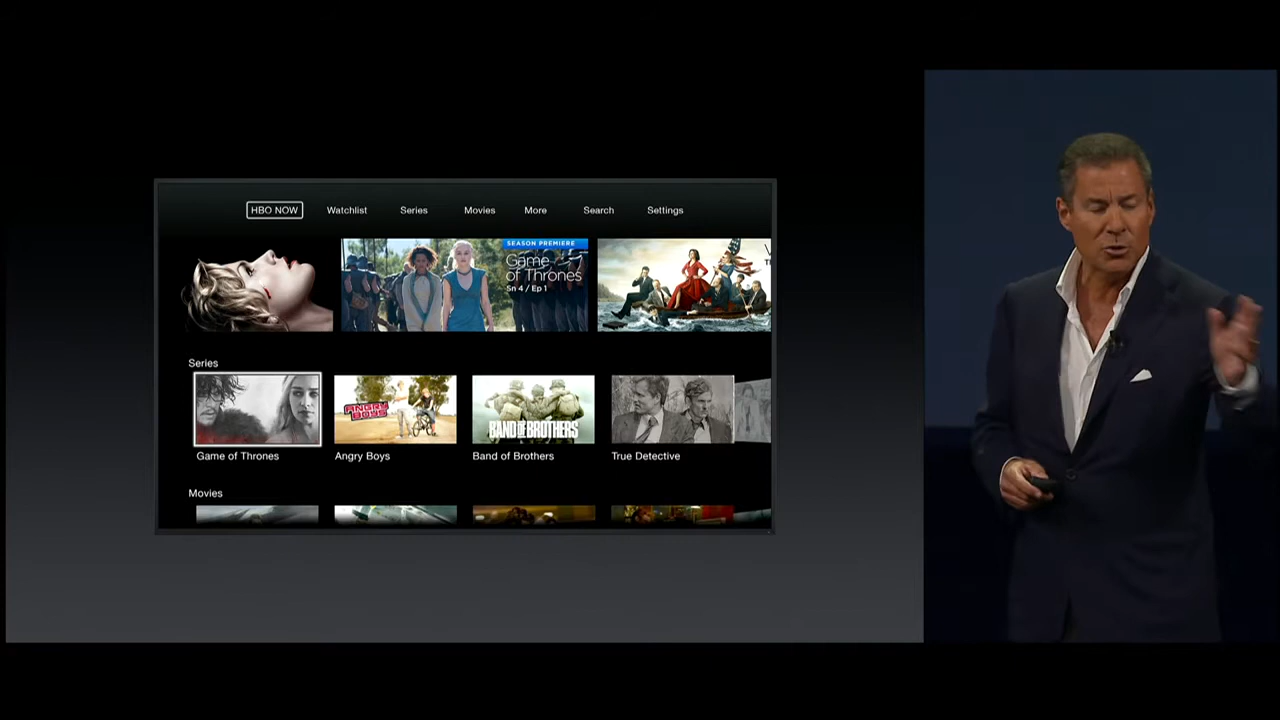 HBO NOW Watchlist Series Movies More Search Settings
SEASON PREMIERE
Game
of Thrones
Sn 4 / Ep 1
Series
ANGRY
BOYS
BAND OF BROTHERS
Game of Thrones Angry Boys Band of Brothers True Detective
Movies